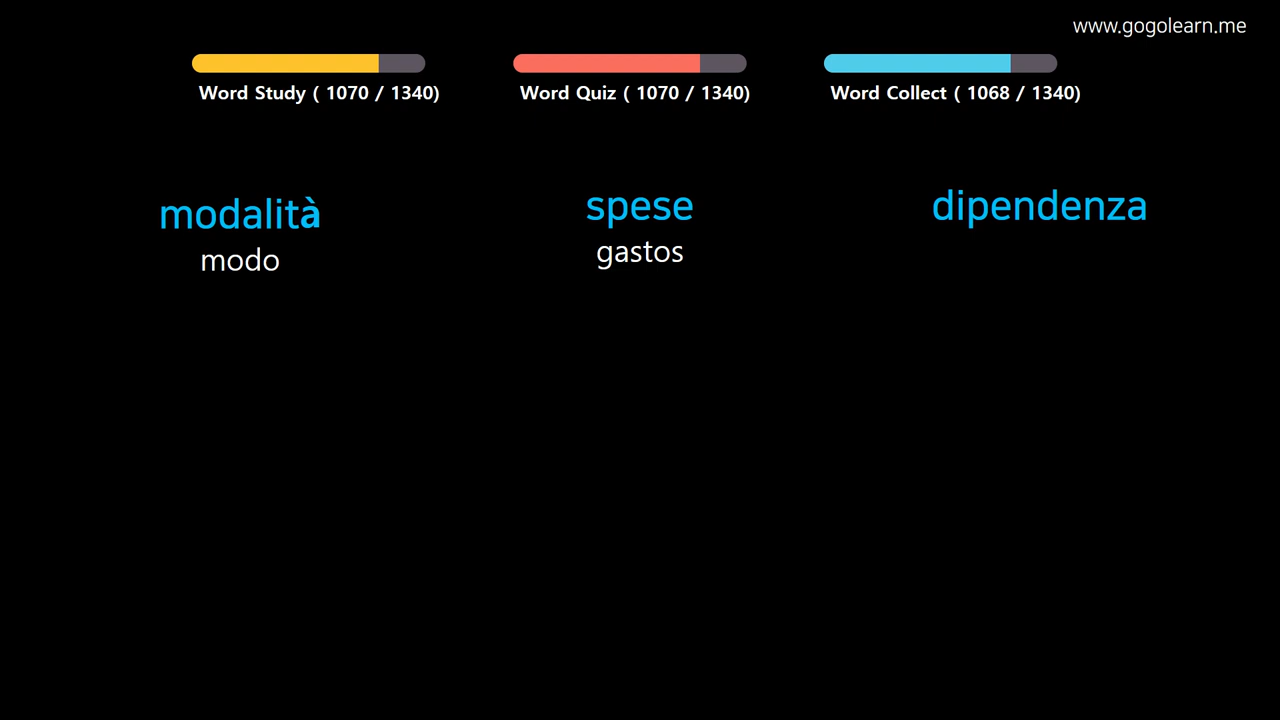 www.gogolearn.me
Word Study ( 1070 / 1340)
Word Quiz ( 1070 / 1340)
Word Collect ( 1068 / 1340)
modalità
modo
spese
gastos
dipendenza